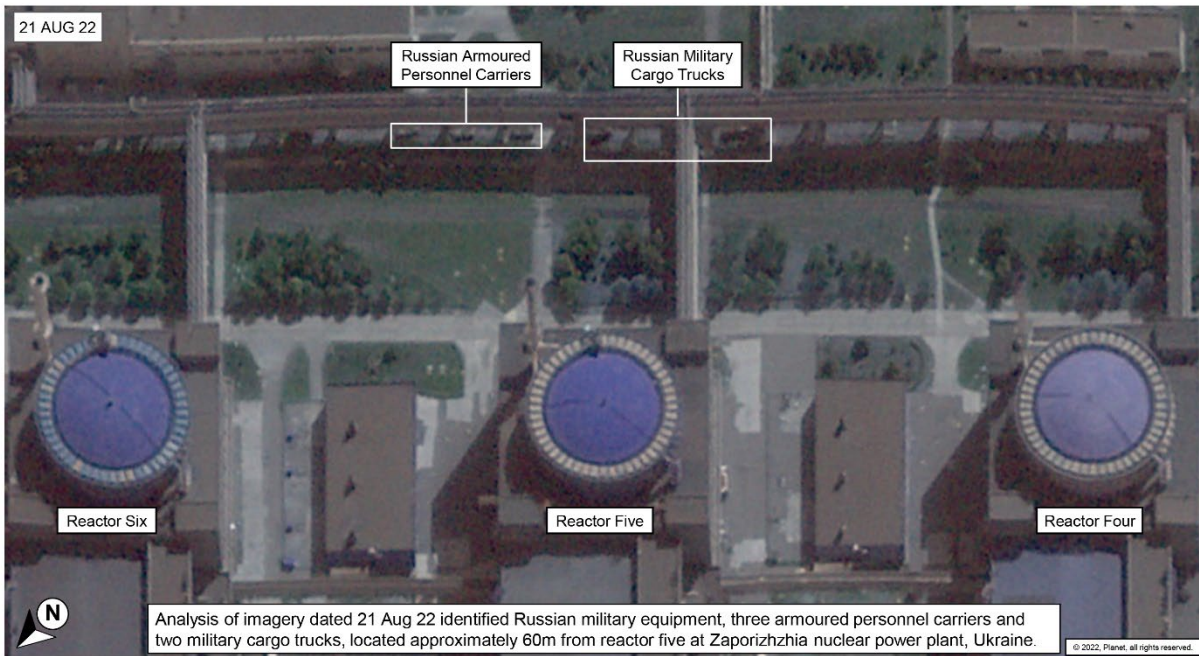 21 AUG 22
Russian Armoured
Personnel Carriers
Russian Military
Cargo Trucks
Reactor Six
Reactor Five
Reactor Four
N
Analysis of imagery dated 21 Aug 22 identified Russian military equipment, three armoured personnel carriers and
two military cargo trucks, located approximately 60m from reactor five at Zaporizhzhia nuclear power plant, Ukraine.
© 2022, Planet, all rights reserved.